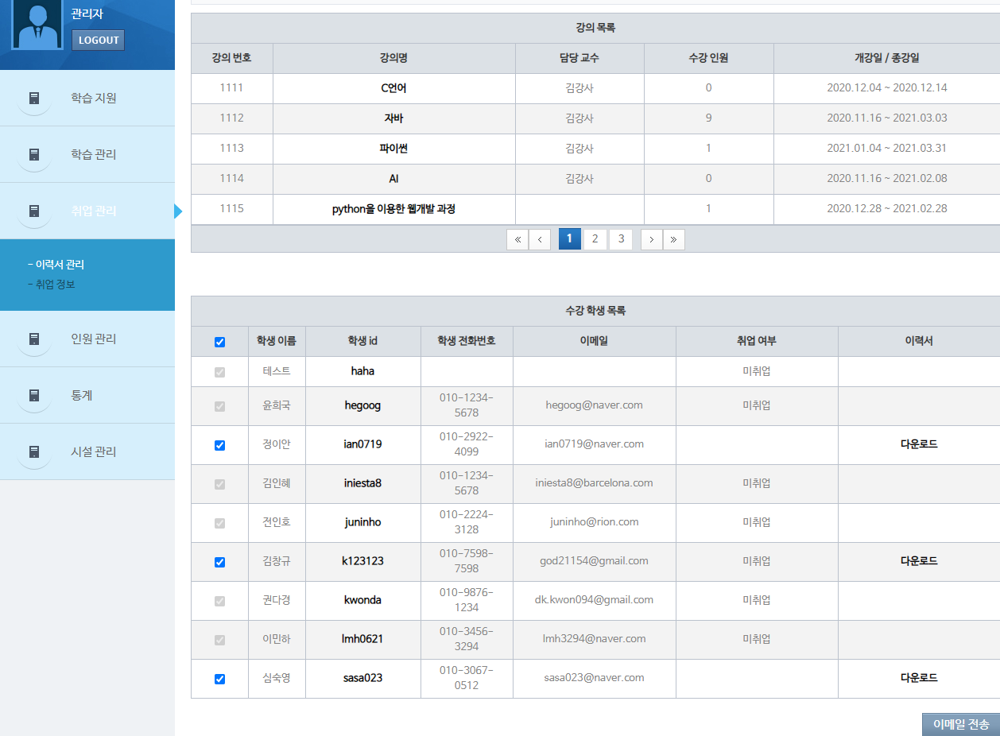 관리자
LOGOUT
학습 지원
학습 관리
취업 관리
- 이력서 관리
- 취업 정보
인원 관리
통계
시설 관리
강의 목록
강의 번호 강의명 담당 교수 수강 인원 개강일 / 종강일
1111 C언어 김강사 0 2020.12.04 ~ 2020.12.14
1112 자바 김강사 9 2020.11.16 ~ 2021.03.03
1113 파이썬 김강사 1 2021.01.04 ~ 2021.03.31
1114 AI 김강사 0 2020.11.16 ~ 2021.02.08
1115 python을 이용한 웹개발 과정 1 2020.12.28 ~ 2021.02.28
« ‹ 1 2 3 › »
수강 학생 목록
학생 이름 학생 id 학생 전화번호 이메일 취업 여부 이력서
테스트 haha 미취업
윤희국 hegoog 010-1234-5678 hegoog@naver.com 미취업
정이안 ian0719 010-2922-4099 ian0719@naver.com 다운로드
김인혜 iniesta8 010-1234-5678 iniesta8@barcelona.com 미취업
전인호 juninho 010-2224-3128 juninho@rion.com 미취업
김창규 k123123 010-7598-7598 god21154@gmail.com 미취업 다운로드
권다경 kwonda 010-9876-1234 dk.kwon094@gmail.com 미취업
이민하 lmh0621 010-3456-3294 lmh3294@naver.com 미취업
심숙영 sasa023 010-3067-0512 sasa023@naver.com 다운로드
이메일 전송